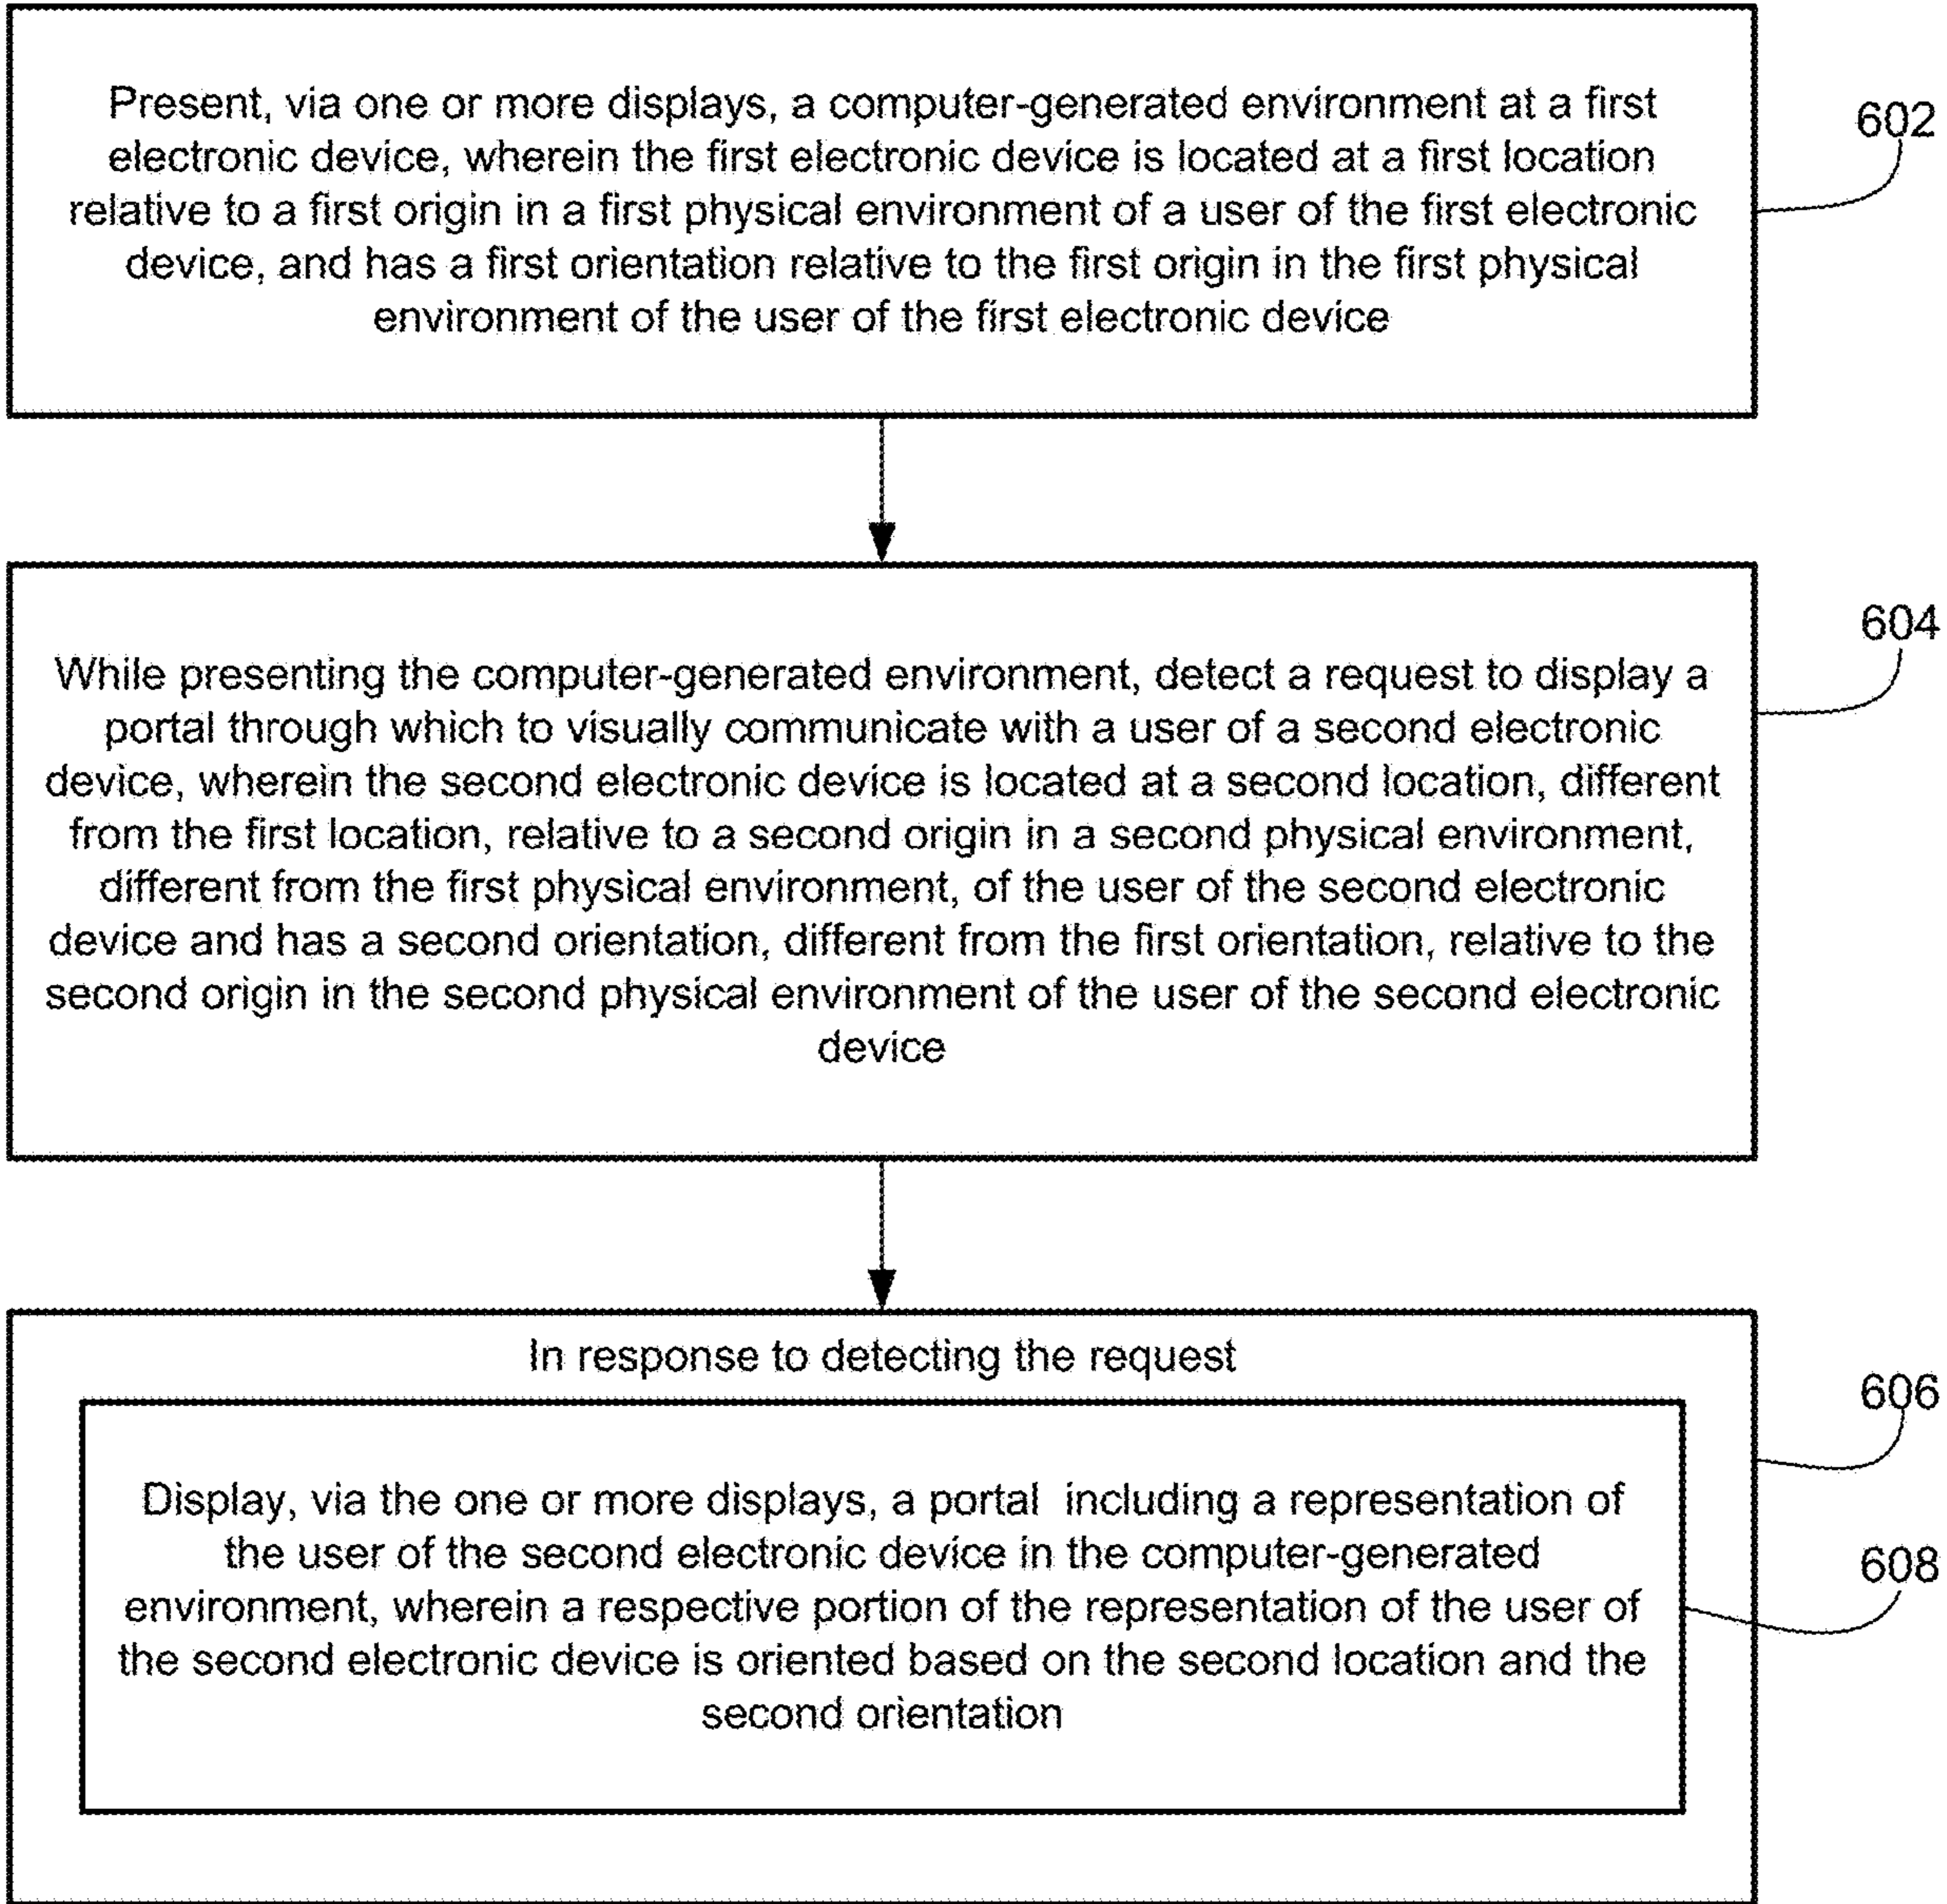 Present, via one or more displays, a computer-generated environment at a first
electronic device, wherein the first electronic device is located at a first location
relative to a first origin in a first physical environment of a user of the first electronic
device, and has a first orientation relative to the first origin in the first physical
environment of the user of the first electronic device
602
While presenting the computer-generated environment, detect a request to display a
portal through which to visually communicate with a user of a second electronic
device, wherein the second electronic device is located at a second location, different
from the first location, relative to a second origin in a second physical environment,
different from the first physical environment, of the user of the second electronic
device and has a second orientation, different from the first orientation, relative to the
second origin in the second physical environment of the user of the second electronic
device
604
In response to detecting the request
606
Display, via the one or more displays, a portal including a representation of
the user of the second electronic device in the computer-generated
environment, wherein a respective portion of the representation of the user of
the second electronic device is oriented based on the second location and the
second orientation
608